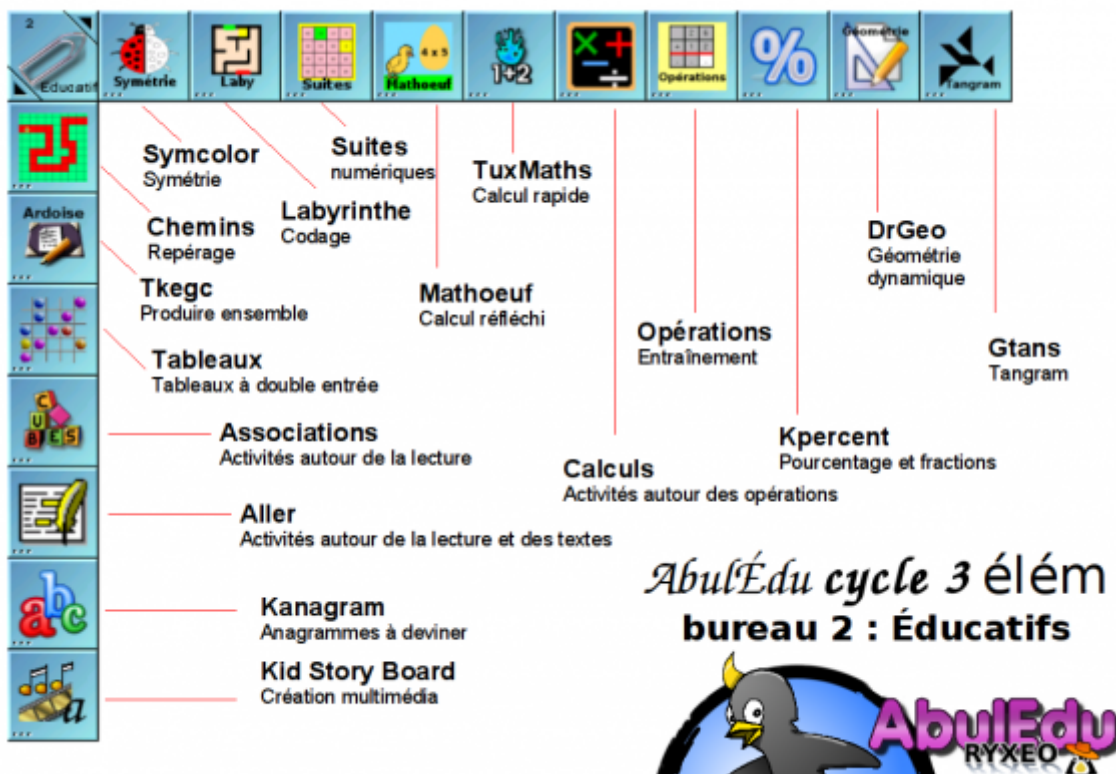 2
Educatif
Symétrie
Laby
Suites
4 x 5
Mathoeuf
1+2
Opérations
%
Géométrie
Tangram
Ardoise
CUBES
abc
a
Symcolor
Symétrie
Suites
numériques
TuxMaths
Calcul rapide
Labyrinthe
Codage
Chemins
Repérage
DrGeo
Géométrie
dynamique
Tkegc
Produire ensemble
Mathoeuf
Calcul réfléchi
Opérations
Entraînement
Gtans
Tangram
Tableaux
Tableaux à double entrée
Associations
Activités autour de la lecture
Kpercent
Pourcentage et fractions
Calculs
Activités autour des opérations
Aller
Activités autour de la lecture et des textes
Kanagram
Anagrammes à deviner
Kid Story Board
Création multimédia
AbulÉdu cycle 3 élém
bureau 2 : Éducatifs
AbulEdu
RYXEO